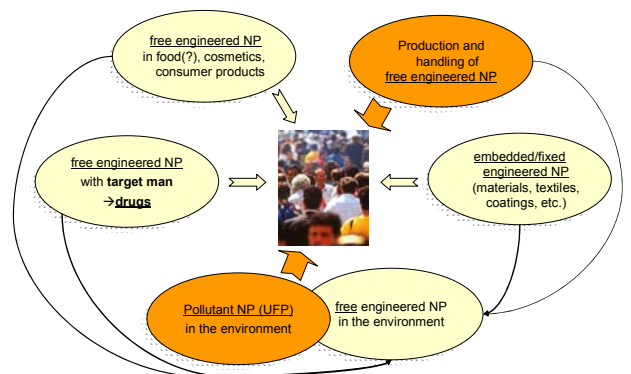 free engineered NP
in food(?), cosmetics,
consumer products
Production and
handling of
free engineered NP
free engineered NP
with target man
→drugs
embedded/fixed
engineered NP
(materials, textiles,
coatings, etc.)
Pollutant NP (UFP)
in the environment
free engineered NP
in the environment